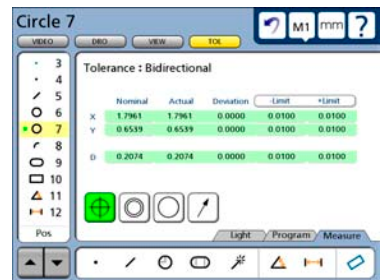 Circle 7
M1 mm ?
VIDEO DRO VIEW TOL
3
4
5
6
7
8
9
10
11
12
Pos
Tolerance : Bidirectional
Nominal Actual Deviation -Limit +Limit
X 1.7961 1.7961 0.0000 0.0100 0.0100
Y 0.6539 0.6539 0.0000 0.0100 0.0100
D 0.2074 0.2074 0.0000 0.0100 0.0100
Light Program Measure